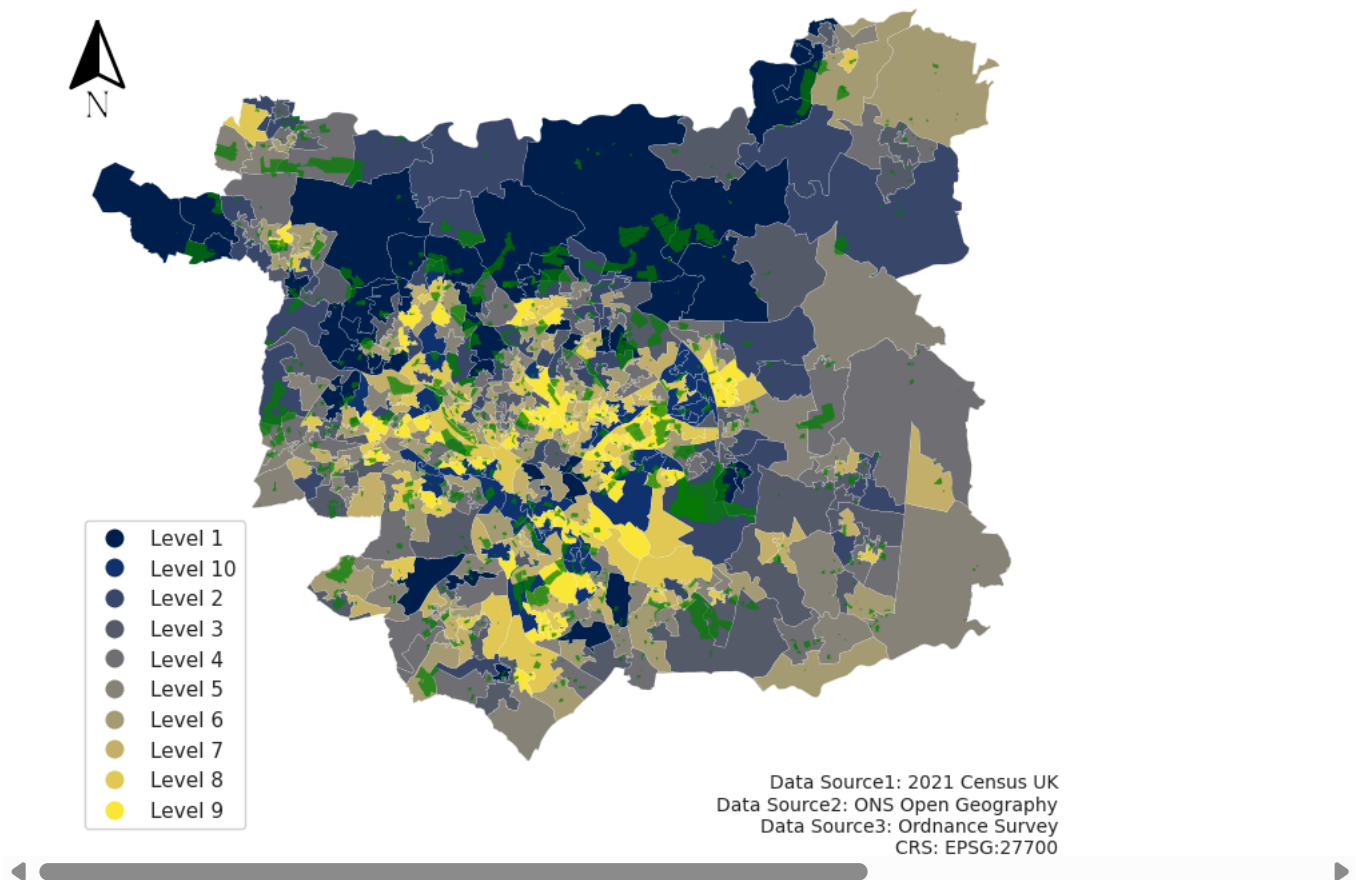 N
Level 1
Level 10
Level 2
Level 3
Level 4
Level 5
Level 6
Level 7
Level 8
Level 9
Data Source1: 2021 Census UK
Data Source2: ONS Open Geography
Data Source3: Ordnance Survey
CRS: EPSG:27700